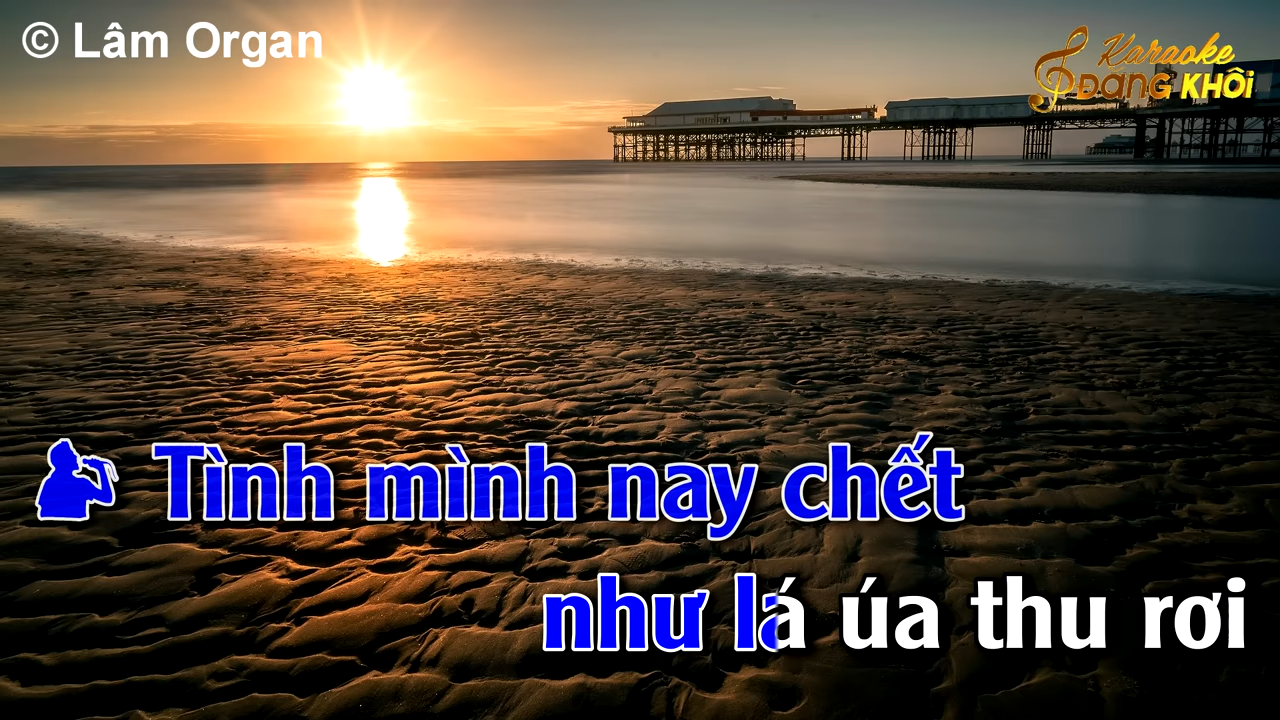 © Lâm Organ
Karaoke
ĐĂNG KHÔI
Tình mình nay chết
như lá úa thu rơi